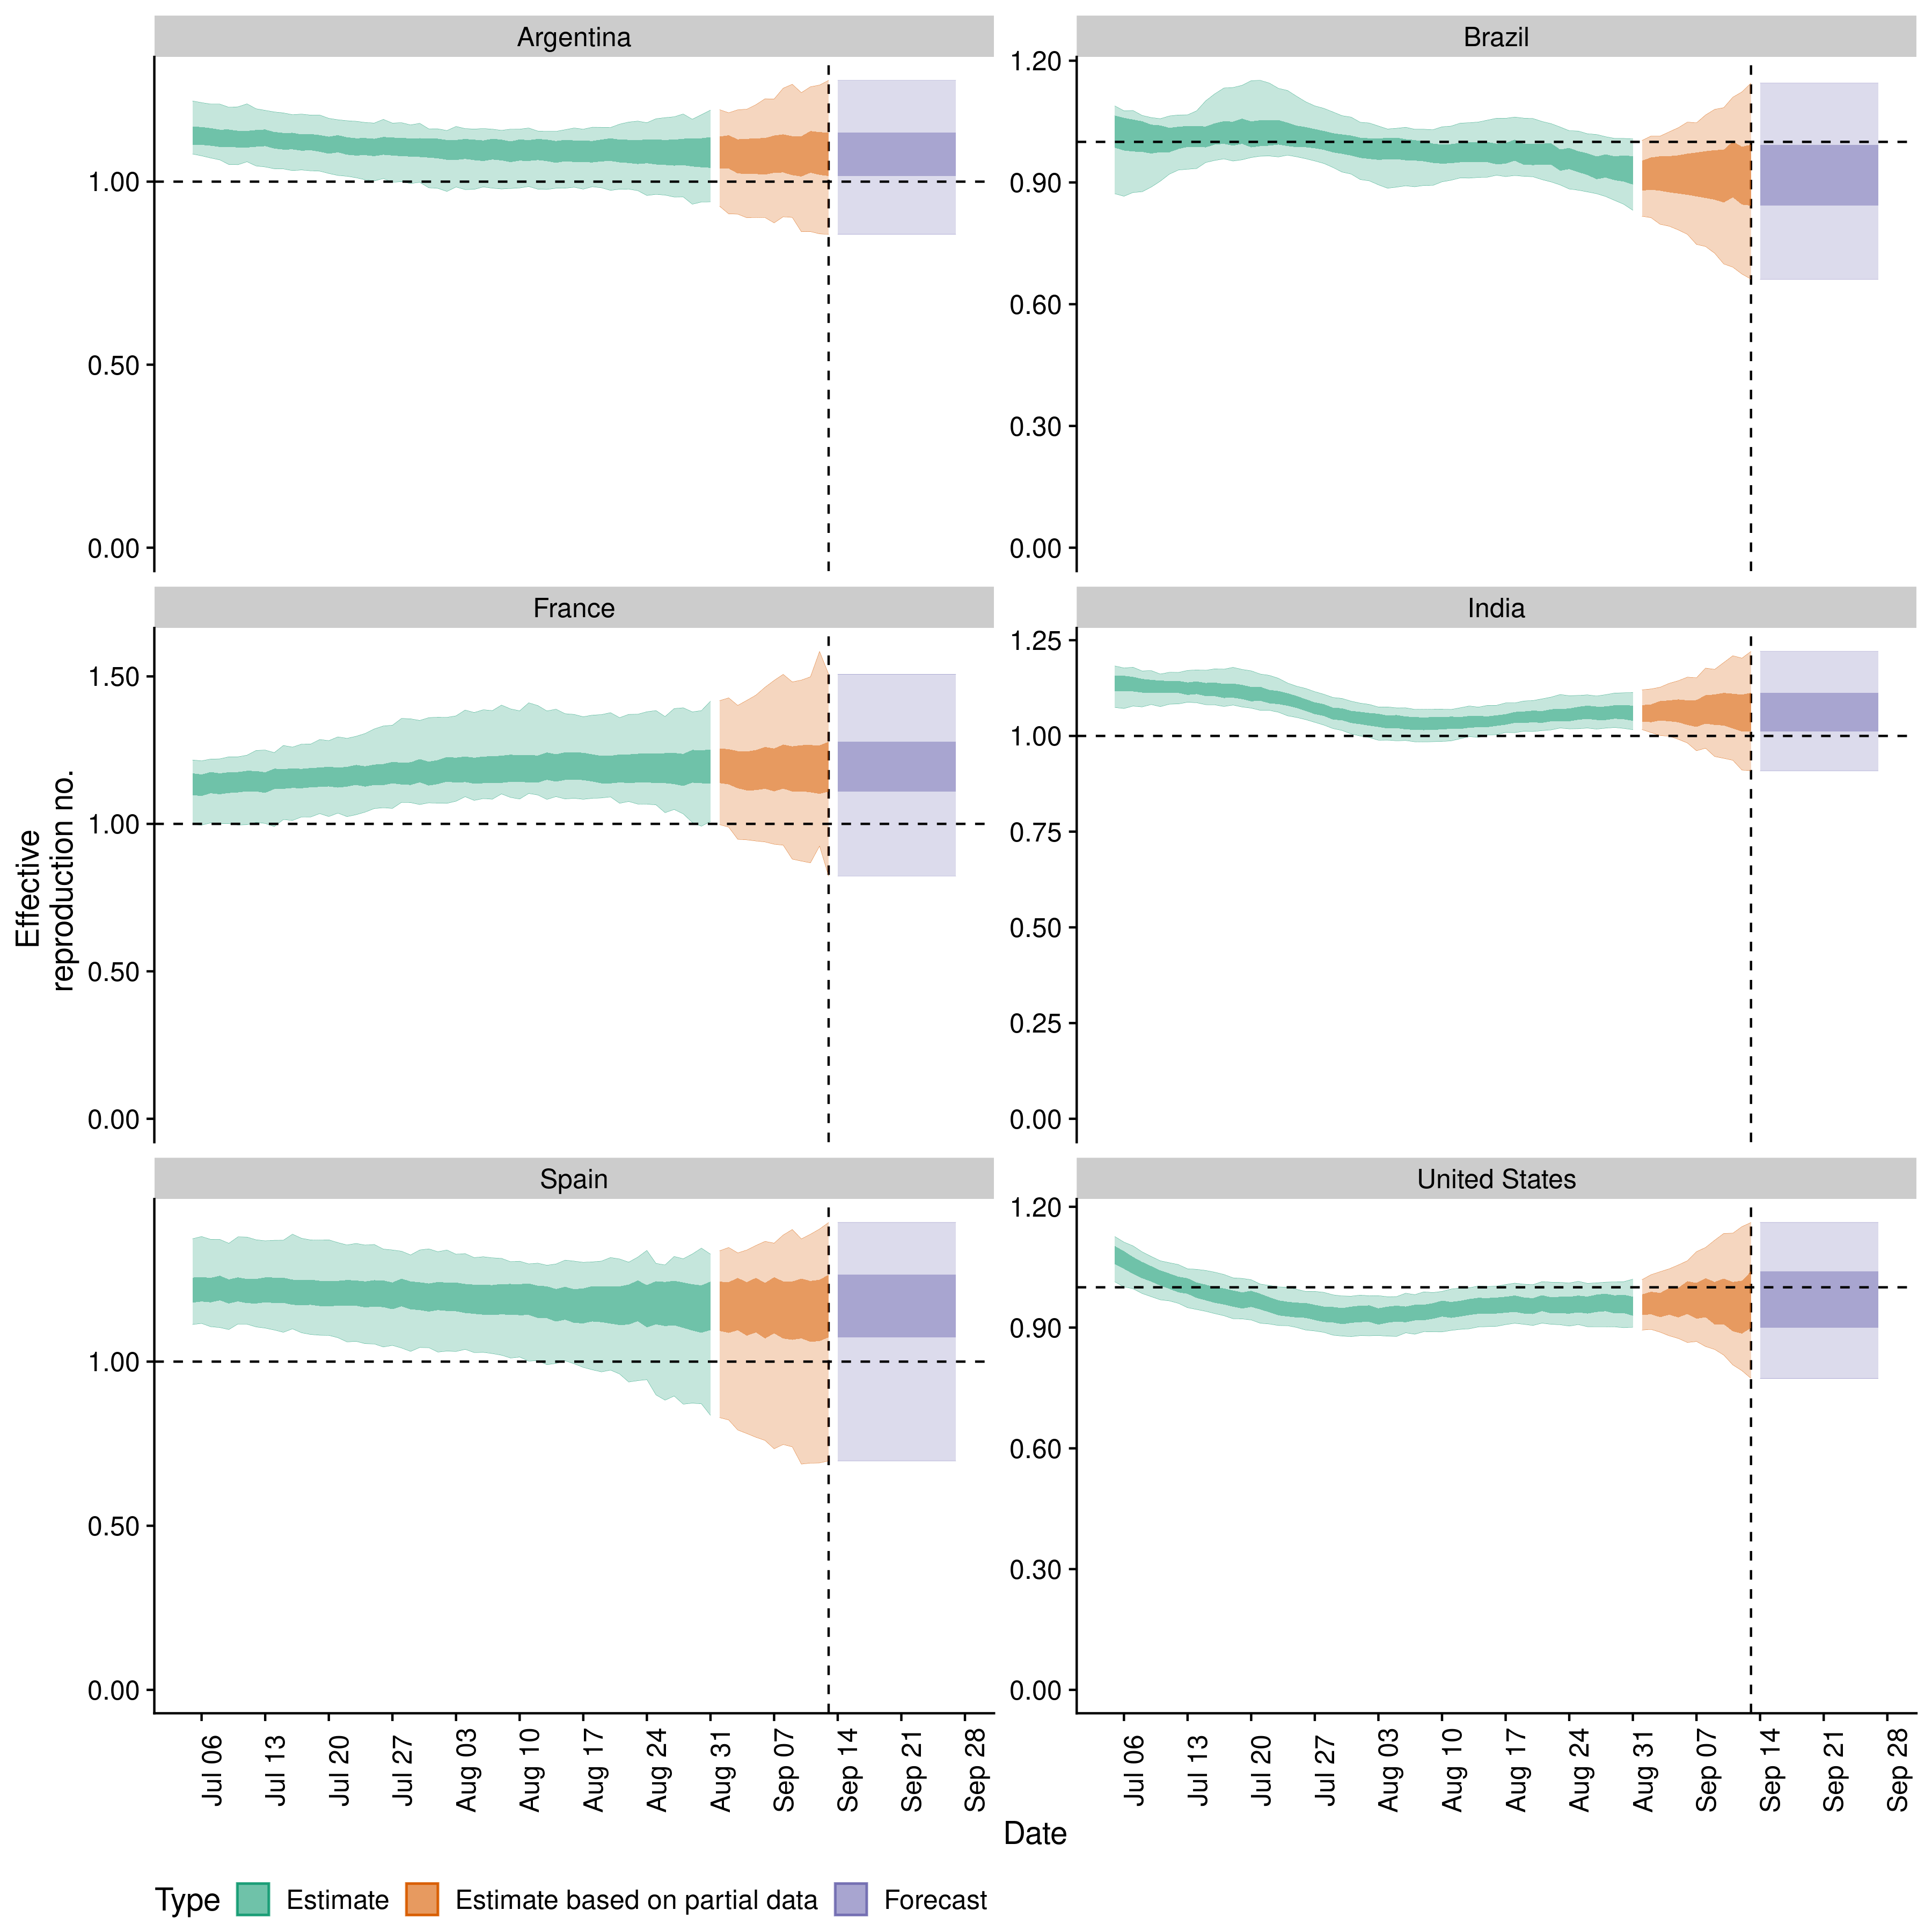 Argentina
Brazil
1.00
0.50
0.00
1.20
0.90
0.60
0.30
0.00
France
India
1.50
1.00
0.50
0.00
1.25
1.00
0.75
0.50
0.25
0.00
Effective
reproduction no.
Spain
United States
1.00
0.50
0.00
1.20
0.90
0.60
0.30
0.00
Jul 06
Jul 13
Jul 20
Jul 27
Aug 03
Aug 10
Aug 17
Aug 24
Aug 31
Sep 07
Sep 14
Sep 21
Sep 28
Jul 06
Jul 13
Jul 20
Jul 27
Aug 03
Aug 10
Aug 17
Aug 24
Aug 31
Sep 07
Sep 14
Sep 21
Sep 28
Date
Type Estimate Estimate based on partial data Forecast